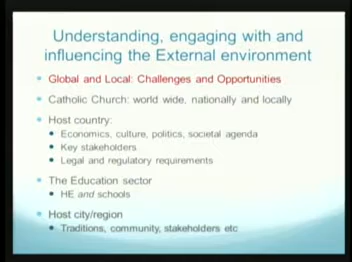 Understanding, engaging with and
influencing the External environment
Global and Local: Challenges and Opportunities
Catholic Church: world wide, nationally and locally
Host country:
Economics, culture, politics, societal agenda
Key stakeholders
Legal and regulatory requirements
The Education sector
HE and schools
Host city/region
Traditions, community, stakeholders etc